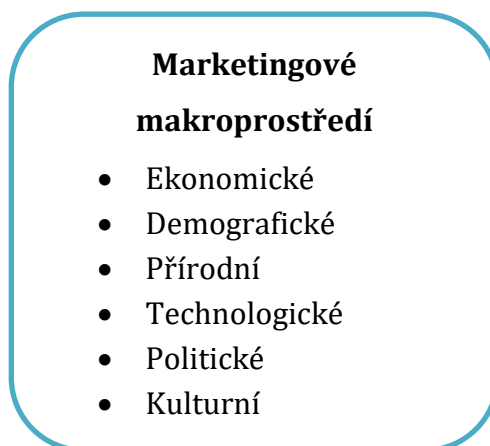 Marketingové
makroprostředí
• Ekonomické
• Demografické
• Přírodní
• Technologické
• Politické
• Kulturní